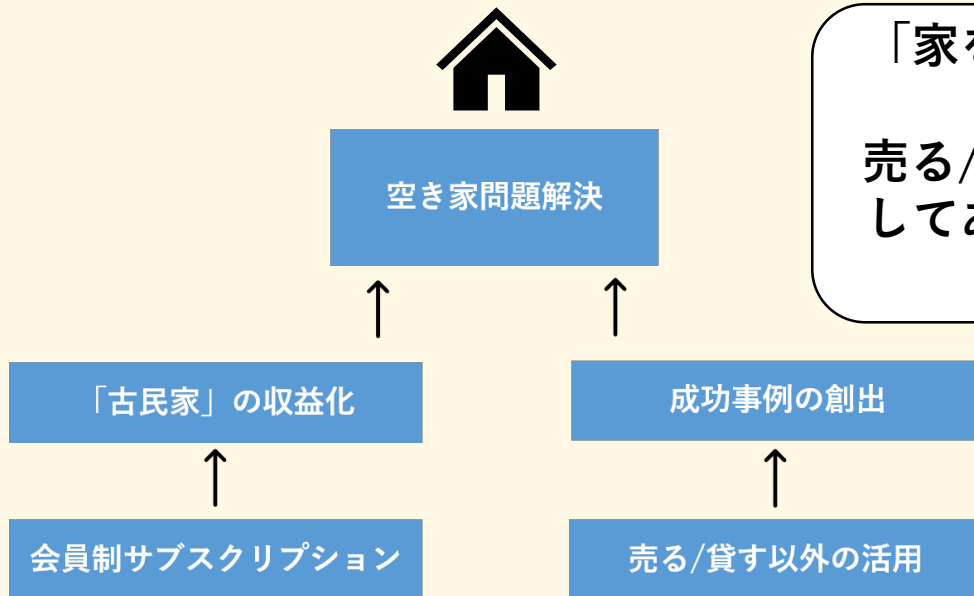 「家
売る/
して
空き家問題解決
「古民家」の収益化
成功事例の創出
会員制サブスクリプション
売る/貸す以外の活用